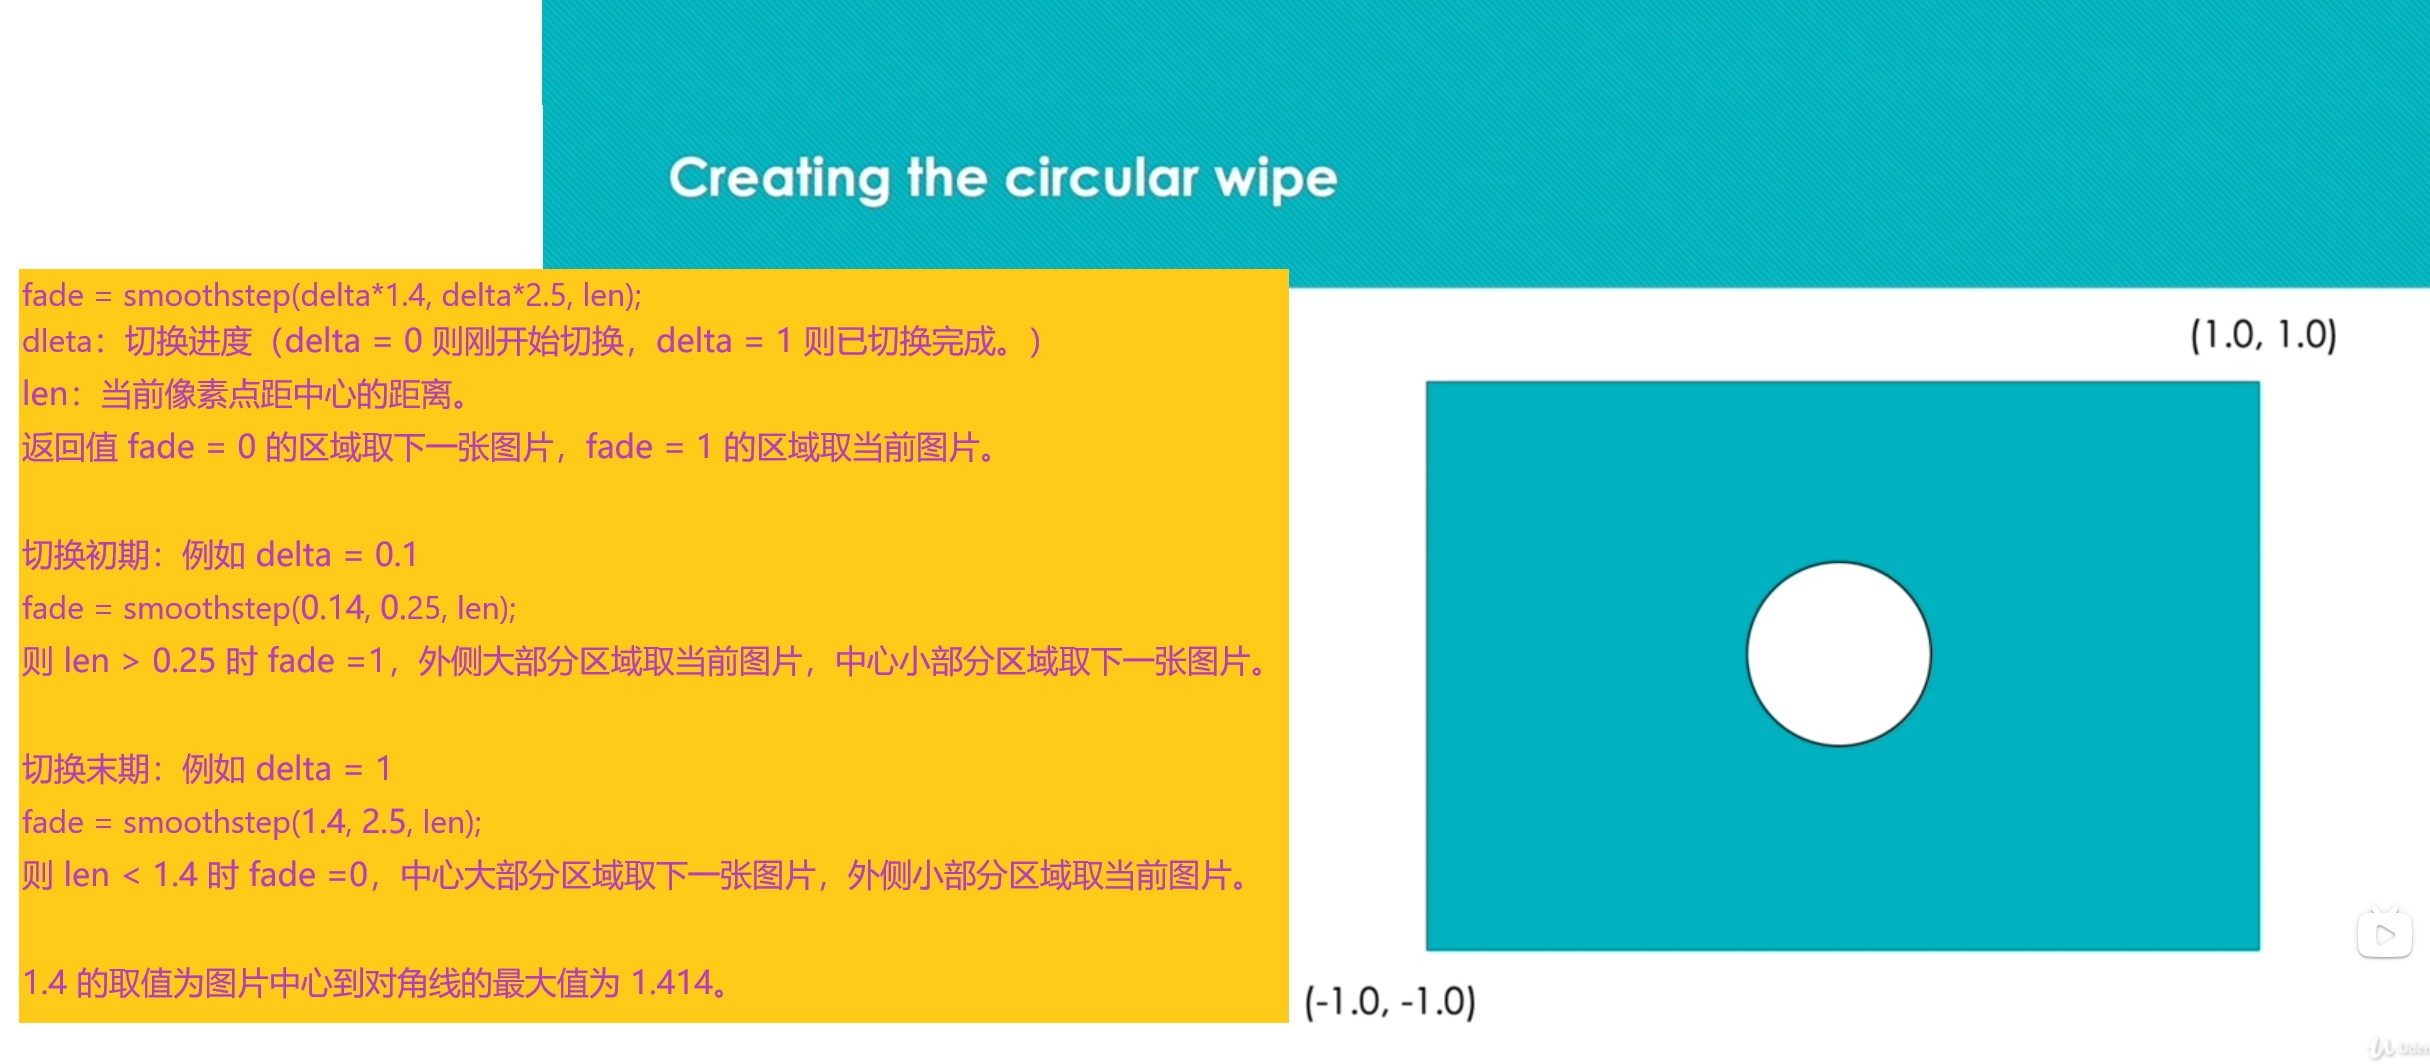 Creating the circular wipe
fade = smoothstep(delta*1.4, delta*2.5, len);
dleta：切换进度（delta = 0 则刚开始切换，delta = 1 则已切换完成。）
len：当前像素点距中心的距离。
返回值 fade = 0 的区域取下一张图片，fade = 1 的区域取当前图片。
切换初期：例如 delta = 0.1
fade = smoothstep(0.14, 0.25, len);
则 len > 0.25 时 fade =1，外侧大部分区域取当前图片，中心小部分区域取下一张图片。
切换末期：例如 delta = 1
fade = smoothstep(1.4, 2.5, len);
则 len < 1.4 时 fade =0，中心大部分区域取下一张图片，外侧小部分区域取当前图片。
1.4 的取值为图片中心到对角线的最大值为 1.414。
(1.0, 1.0)
(-1.0, -1.0)